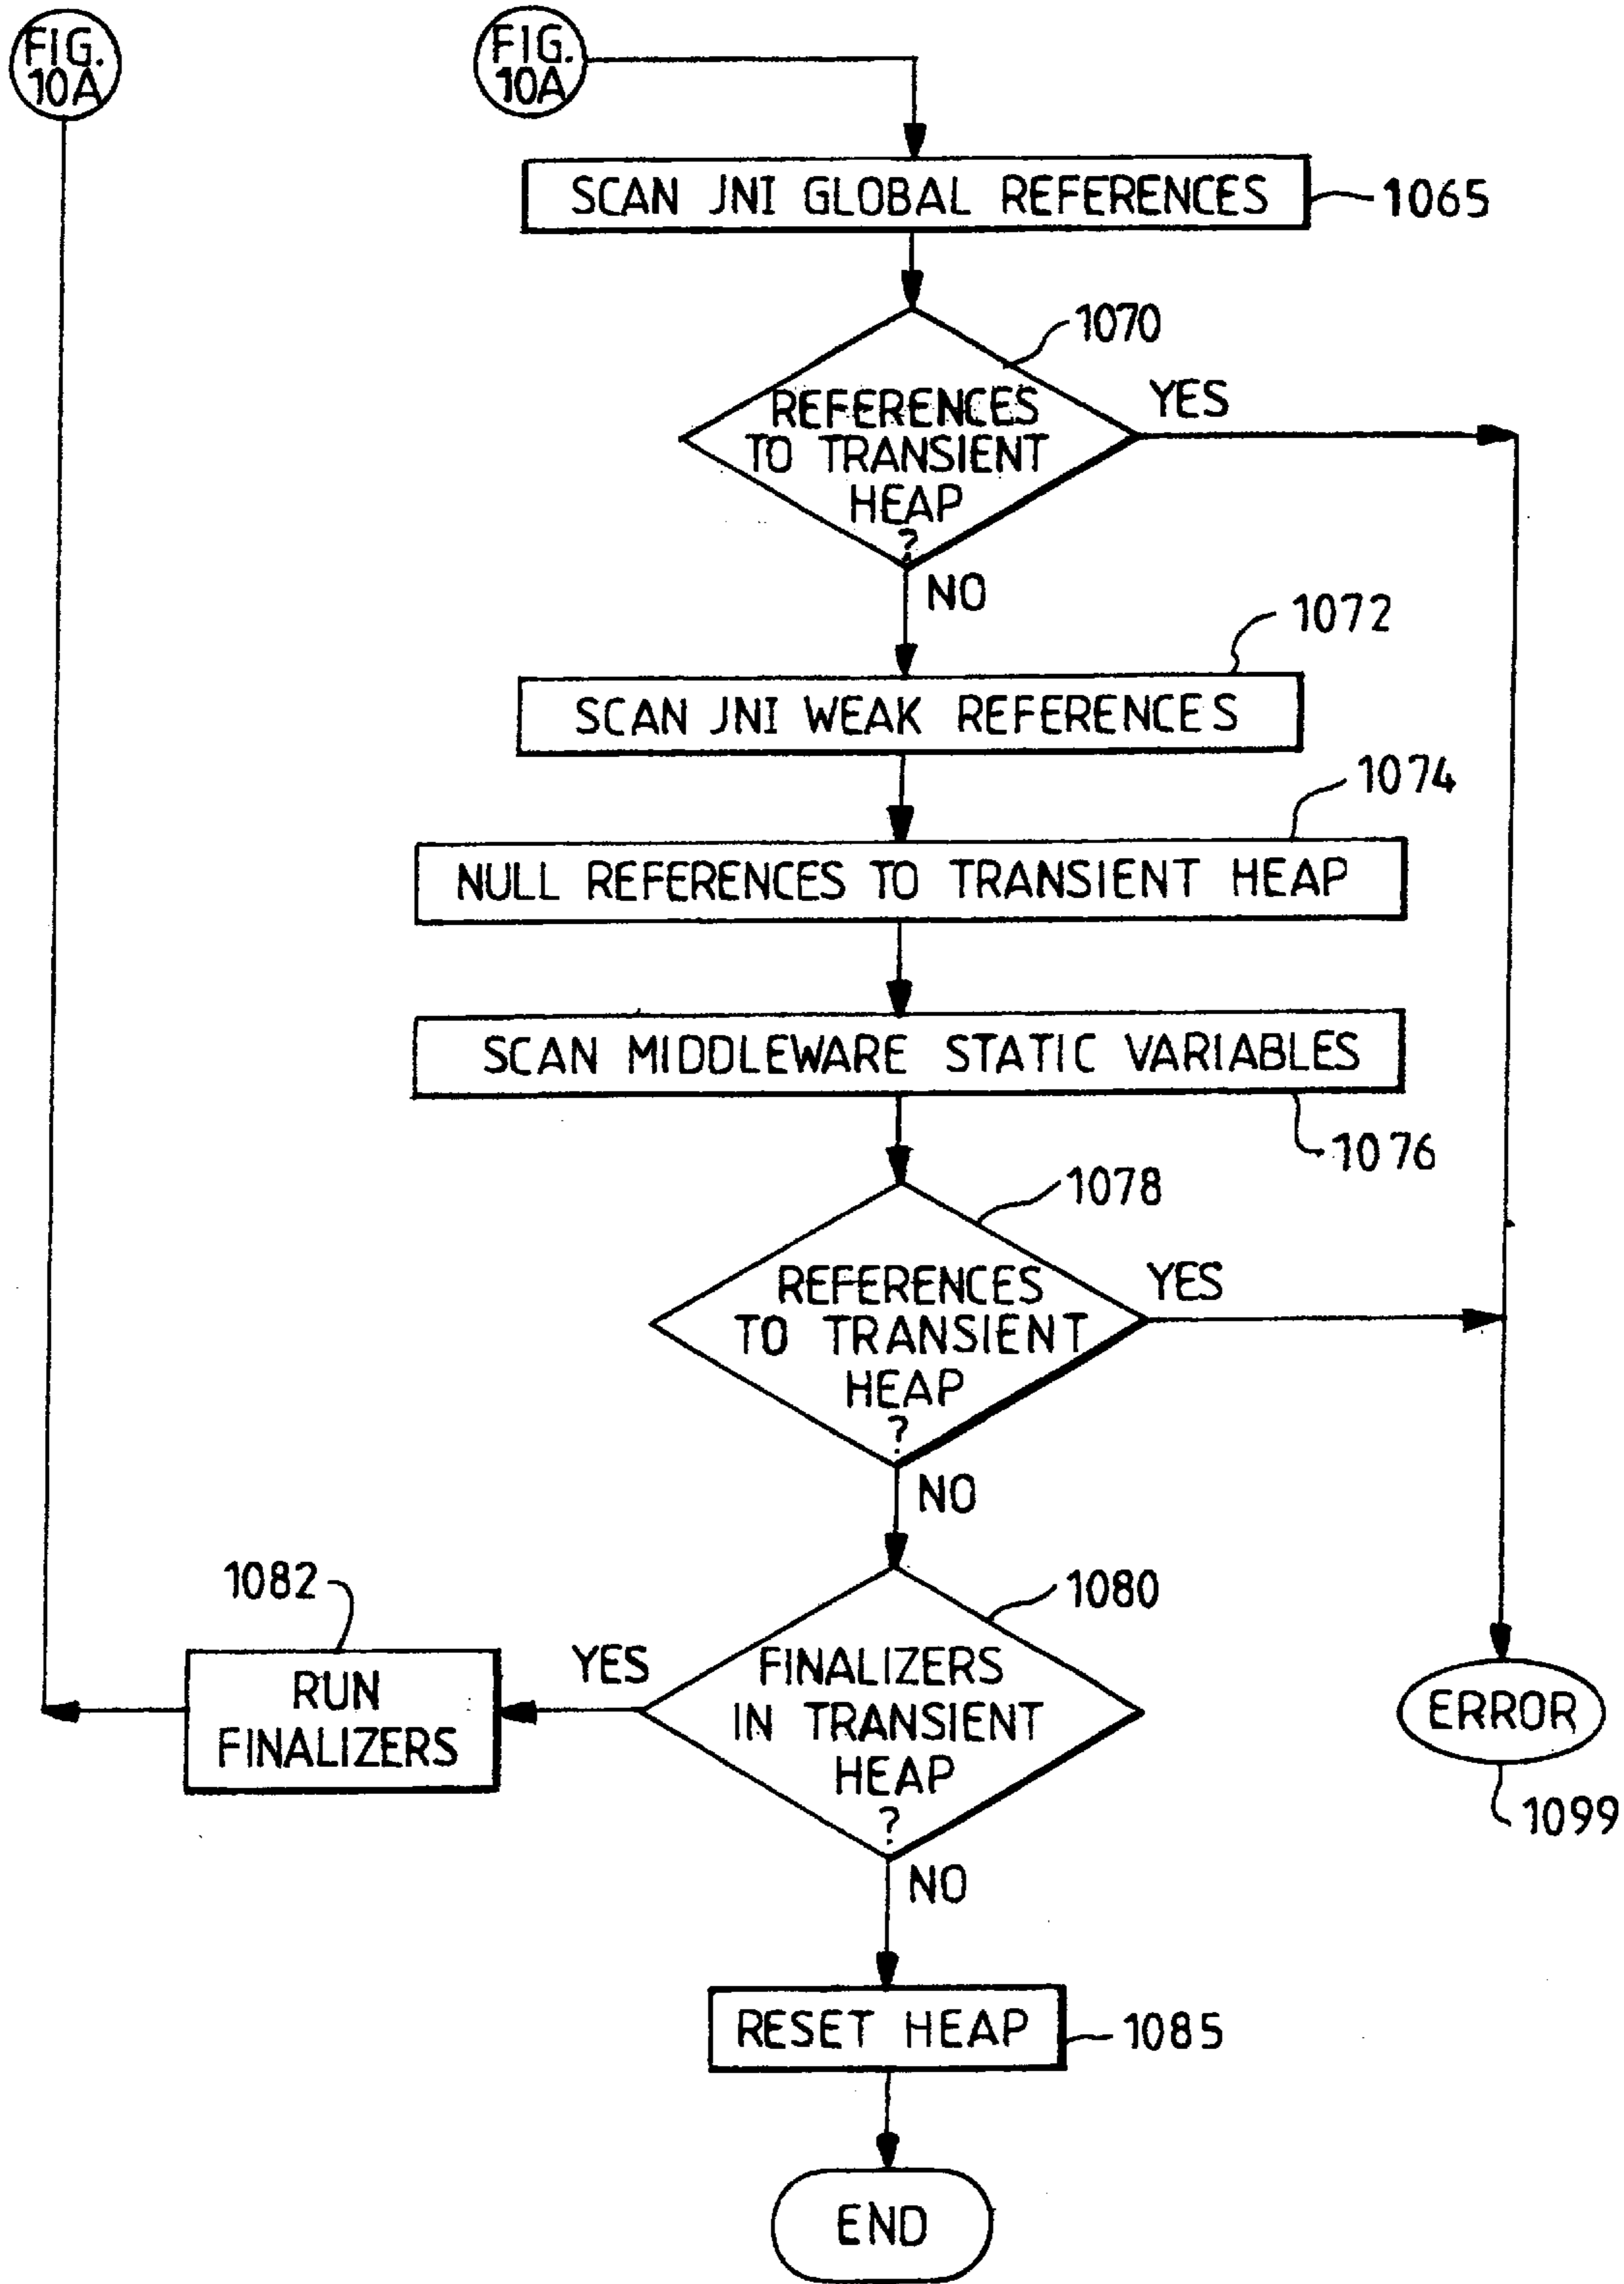 FIG.
10A
FIG.
10A
SCAN JNI GLOBAL REFERENCES
1065
1070
REFERENCES
TO TRANSIENT
HEAP
?
YES
NO
1072
SCAN JNI WEAK REFERENCES
1074
NULL REFERENCES TO TRANSIENT HEAP
SCAN MIDDLEWARE STATIC VARIABLES
1076
1078
REFERENCES
TO TRANSIENT
HEAP
?
YES
NO
1080
FINALIZERS
IN TRANSIENT
HEAP
?
YES
1082
RUN
FINALIZERS
ERROR
1099
NO
RESET HEAP
1085
END